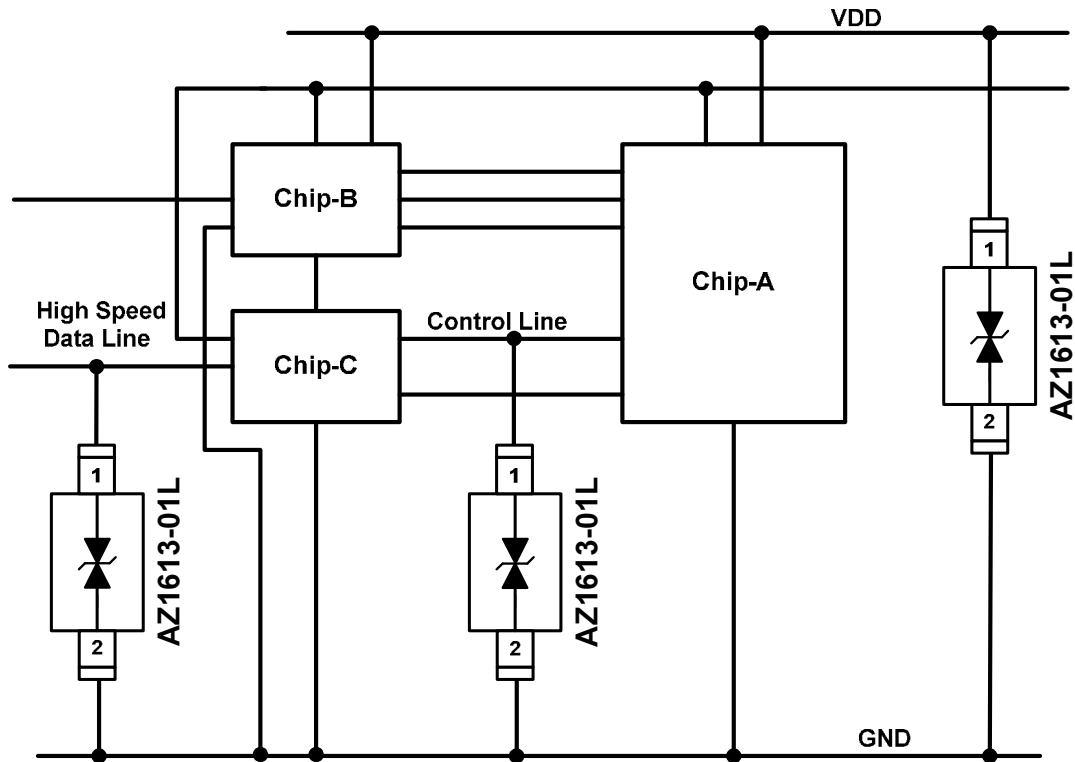 VDD
Chip-B
Chip-A
1
AZ1613-01L
2
High Speed
Data Line
Control Line
Chip-C
1
AZ1613-01L
2
1
AZ1613-01L
2
GND